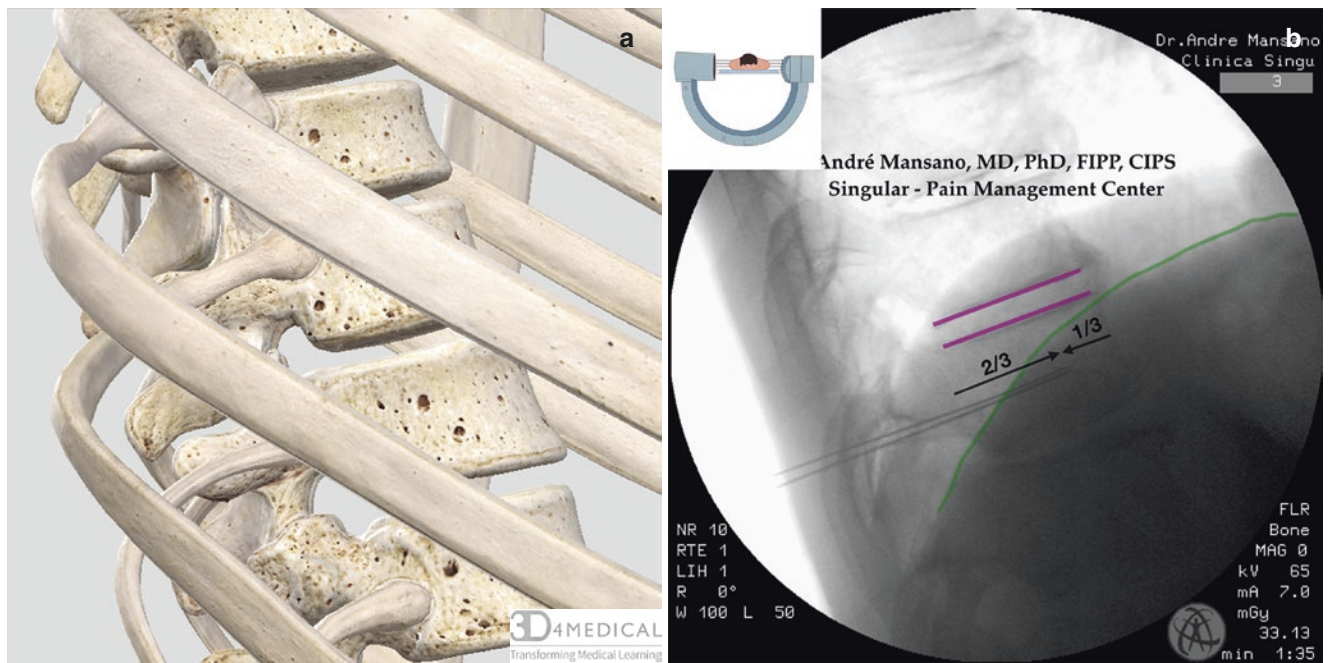 a
3D4MEDICAL
Transforming Medical Learning
b
Dr.Andre Mansano
Clinica Singu
3
André Mansano, MD, PhD, FIPP, CIPS
Singular - Pain Management Center
1/3
2/3
NR 10
RTE 1
LIH 1
R 0°
W 100 L 50
FLR
Bone
MAG 0
kV 65
mA 7.0
mGy
33.13
min 1:35